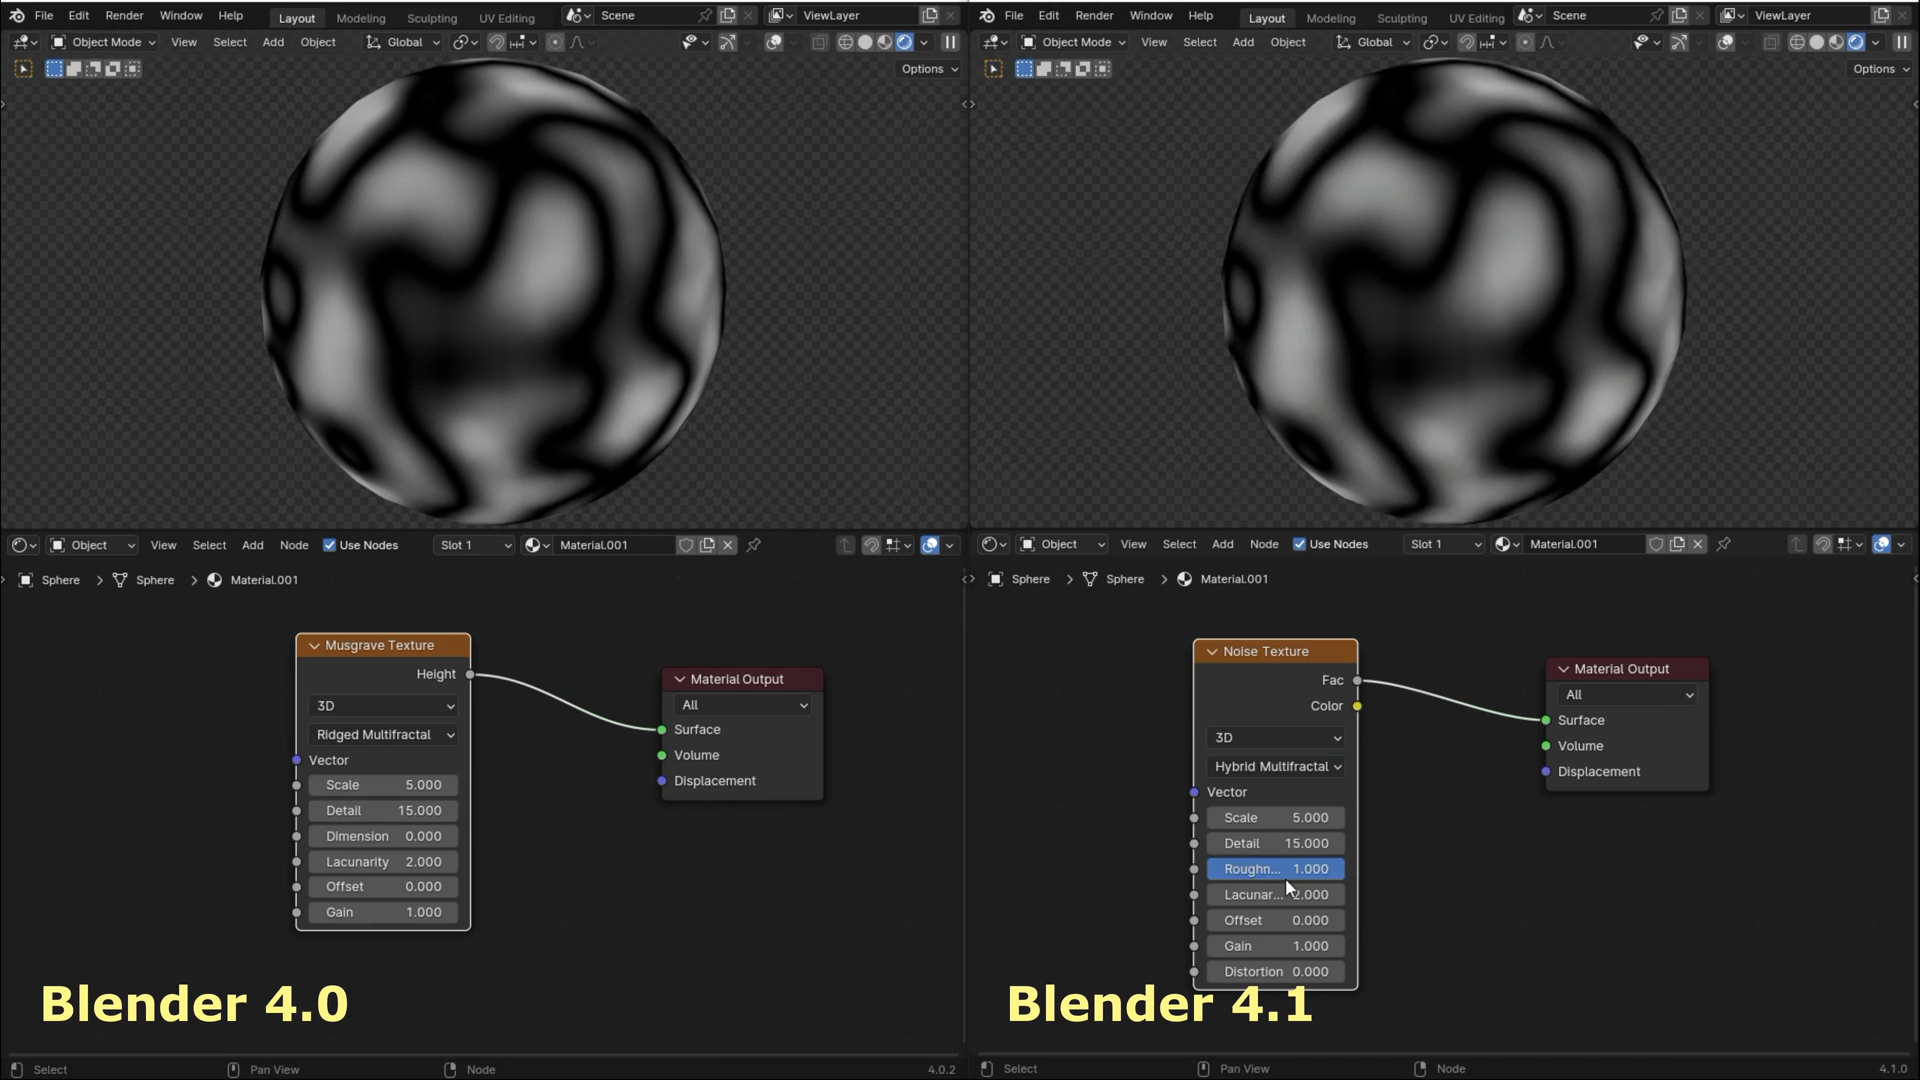 File Edit Render Window Help Layout Modeling Sculpting UV Editing Scene ViewLayer
Object Mode View Select Add Object Global
Options
Object View Select Add Node Use Nodes Slot 1 Material.001
Sphere Sphere Material.001
Musgrave Texture
Height
3D
Ridged Multifractal
Vector
Scale 5.000
Detail 15.000
Dimension 0.000
Lacunarity 2.000
Offset 0.000
Gain 1.000
Material Output
All
Surface
Volume
Displacement
Blender 4.0
Select Pan View Node 4.0.2
File Edit Render Window Help Layout Modeling Sculpting UV Editing Scene ViewLayer
Object Mode View Select Add Object Global
Options
Object View Select Add Node Use Nodes Slot 1 Material.001
Sphere Sphere Material.001
Noise Texture
Fac
Color
3D
Hybrid Multifractal
Vector
Scale 5.000
Detail 15.000
Roughn... 1.000
Lacunar... 2.000
Offset 0.000
Gain 1.000
Distortion 0.000
Material Output
All
Surface
Volume
Displacement
Blender 4.1
Select Pan View Node 4.1.0